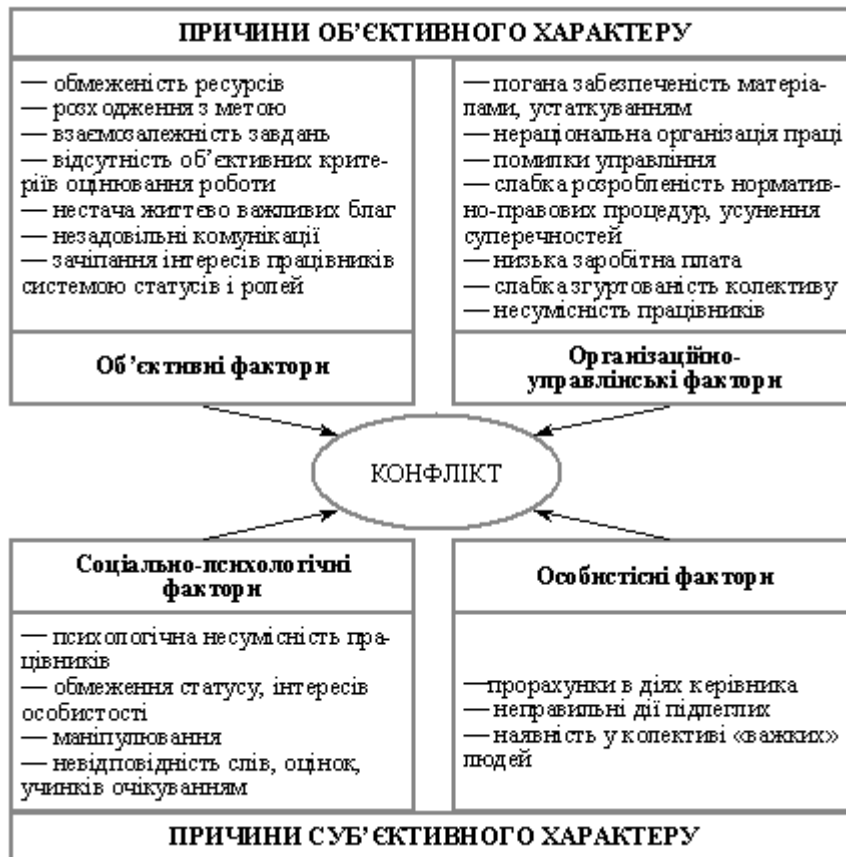 ПРИЧИНИ ОБ’ЄКТИВНОГО ХАРАКТЕРУ
— обмеженість ресурсів
— розходження з метою
— взаємозалежність завдань
— відсутність об’єктивних крите-
ріїв оцінювання роботи
— нестача життєво важливих благ
— незадовільні комунікації
— зачіпання інтересів працівників
системою статусів і ролей
Об’єктивні фактори
— погана забезпеченість матеріа-
лами, устаткуванням
— нераціональна організація праці
— помилки управління
— слабка розробленість норматив-
но-правових процедур, усунення
суперечностей
— низька заробітна плата
— слабка згуртованість колективу
— несумісність працівників
Організаційно-
управлінські фактори
КОНФЛІКТ
Соціально-психологічні
фактори
— психологічна несумісність пра-
цівників
— обмеження статусу, інтересів
особистості
— маніпулювання
— невідповідність слів, оцінок,
учинків очікуванням
Особистісні фактори
—прорахунки в діях керівника
— неправильні дії підлеглих
— наявність у колективі «важких»
людей
ПРИЧИНИ СУБ’ЄКТИВНОГО ХАРАКТЕРУ